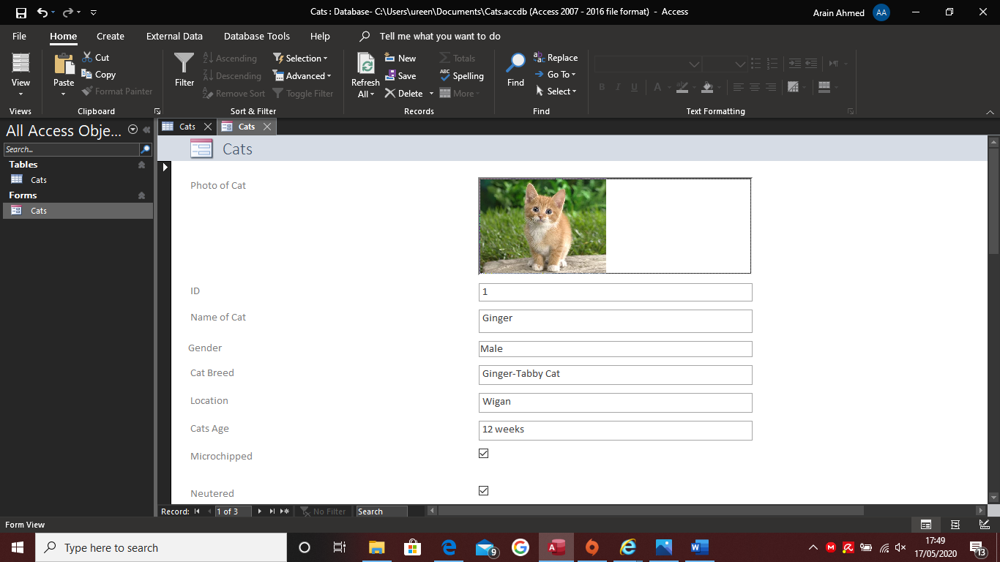 Cats : Database- C:\Users\ureen\Documents\Cats.accdb (Access 2007 - 2016 file format) - Access
Arain Ahmed AA
File Home Create External Data Database Tools Help Tell me what you want to do
View
Views
Paste
Cut
Copy
Format Painter
Clipboard
Filter
Ascending
Descending
Remove Sort
Selection
Advanced
Toggle Filter
Sort & Filter
Refresh All
New
Save
Delete
Totals
Spelling
More
Records
Find
Replace
Go To
Select
Find
B I U A
Text Formatting
All Access Obje...
Search...
Tables
Cats
Forms
Cats
Cats Cats
Cats
Photo of Cat
ID 1
Name of Cat Ginger
Gender Male
Cat Breed Ginger-Tabby Cat
Location Wigan
Cats Age 12 weeks
Microchipped
Neutered
Record: 1 of 3 No Filter Search
Form View
Type here to search
9
17:49
17/05/2020
13